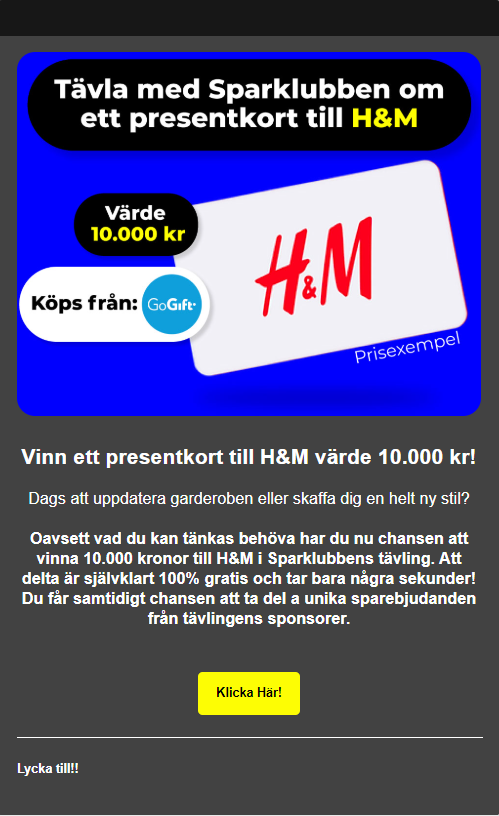 Tävla med Sparklubben om
ett presentkort till H&M
Värde
10.000 kr
H&M
Köps från: GoGift
Prisexempel
Vinn ett presentkort till H&M värde 10.000 kr!
Dags att uppdatera garderoben eller skaffa dig en helt ny stil?
Oavsett vad du kan tänkas behöva har du nu chansen att
vinna 10.000 kronor till H&M i Sparklubbens tävling. Att
delta är självklart 100% gratis och tar bara några sekunder!
Du får samtidigt chansen att ta del a unika sparebjudanden
från tävlingens sponsorer.
Klicka Här!
Lycka till!!